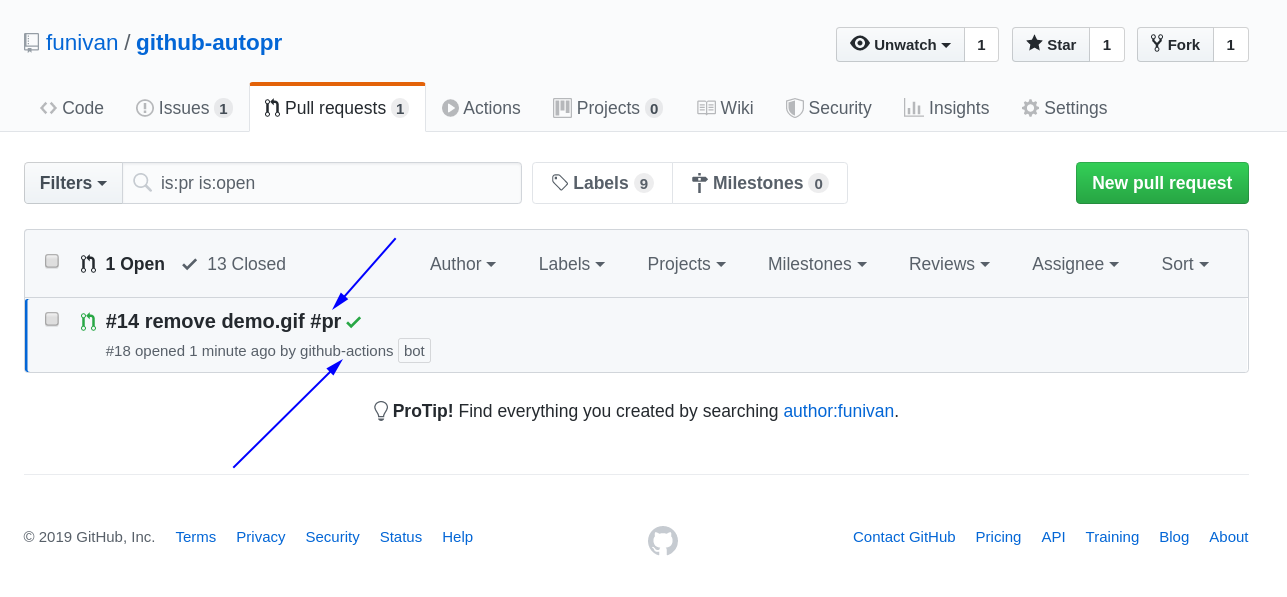 funivan / github-autopr
Unwatch 1 Star 1 Fork 1
Code Issues 1 Pull requests 1 Actions Projects 0 Wiki Security Insights Settings
Filters is:pr is:open Labels 9 Milestones 0 New pull request
1 Open 13 Closed Author Labels Projects Milestones Reviews Assignee Sort
#14 remove demo.gif #pr
#18 opened 1 minute ago by github-actions bot
ProTip! Find everything you created by searching author:funivan.
© 2019 GitHub, Inc. Terms Privacy Security Status Help Contact GitHub Pricing API Training Blog About